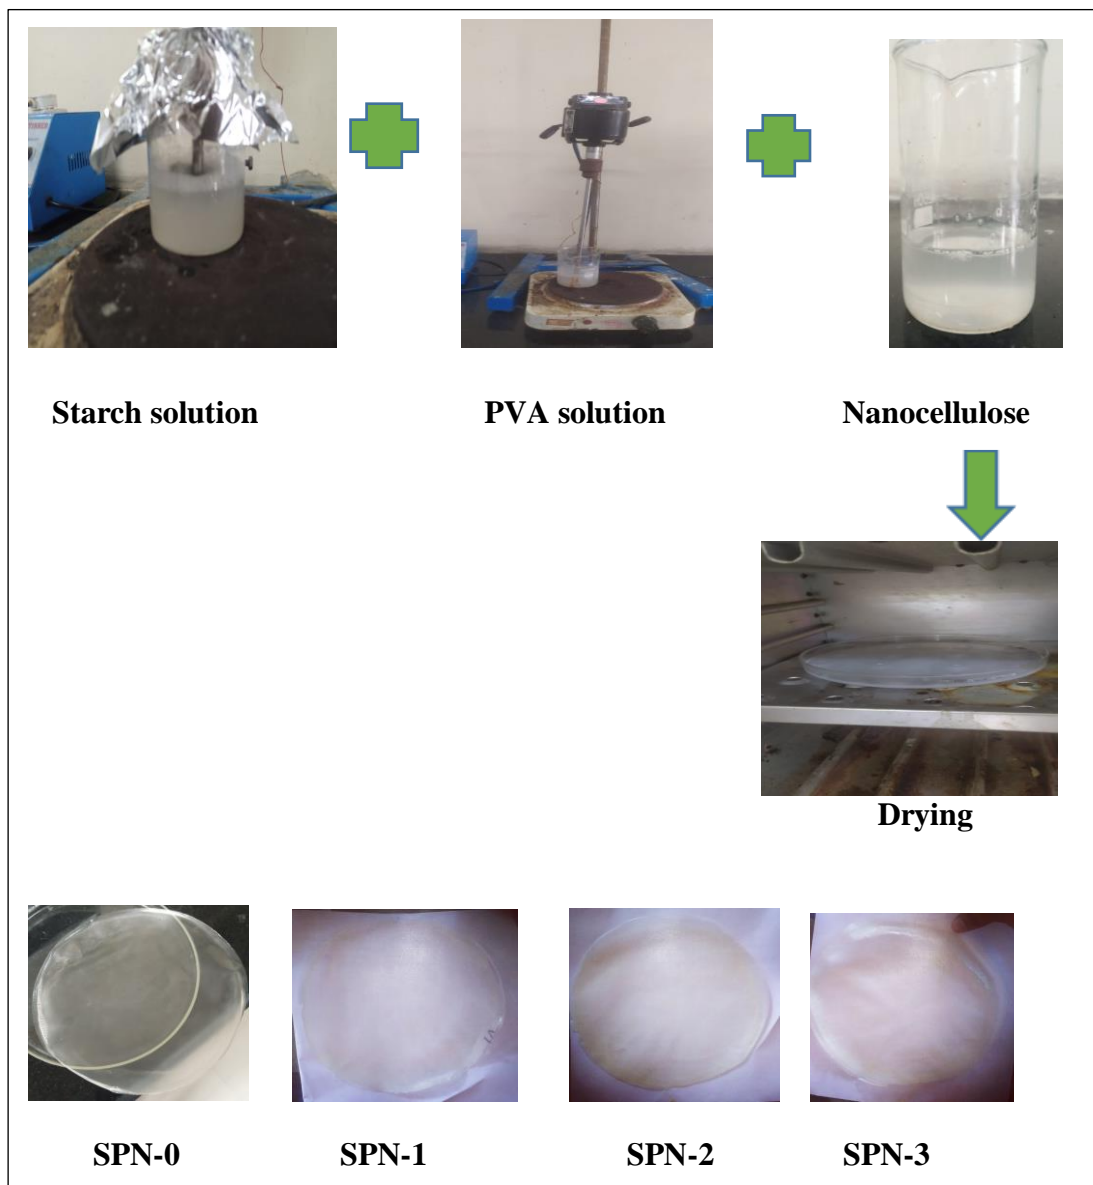 Starch solution
PVA solution
Nanocellulose
Drying
SPN-0
SPN-1
SPN-2
SPN-3